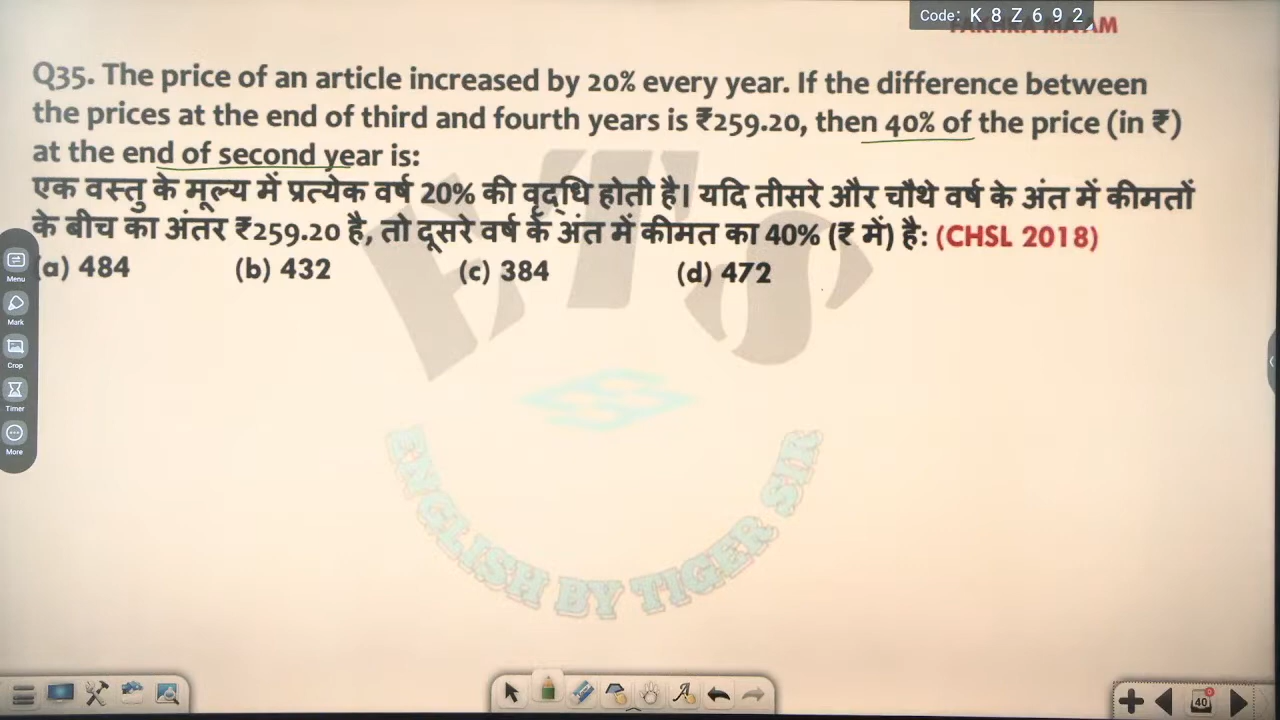 Code: K 8 Z 6 9 2
Q35. The price of an article increased by 20% every year. If the difference between
the prices at the end of third and fourth years is ₹259.20, then 40% of the price (in ₹)
at the end of second year is:
एक वस्तु के मूल्य में प्रत्येक वर्ष 20% की वृद्धि होती है। यदि तीसरे और चौथे वर्ष के अंत में कीमतों
के बीच का अंतर ₹259.20 है, तो दूसरे वर्ष के अंत में कीमत का 40% (₹ में) है: (CHSL 2018)
(a) 484 (b) 432 (c) 384 (d) 472
Menu
Mark
Crop
Timer
More
ETS
ENGLISH BY TIGER SIR
40